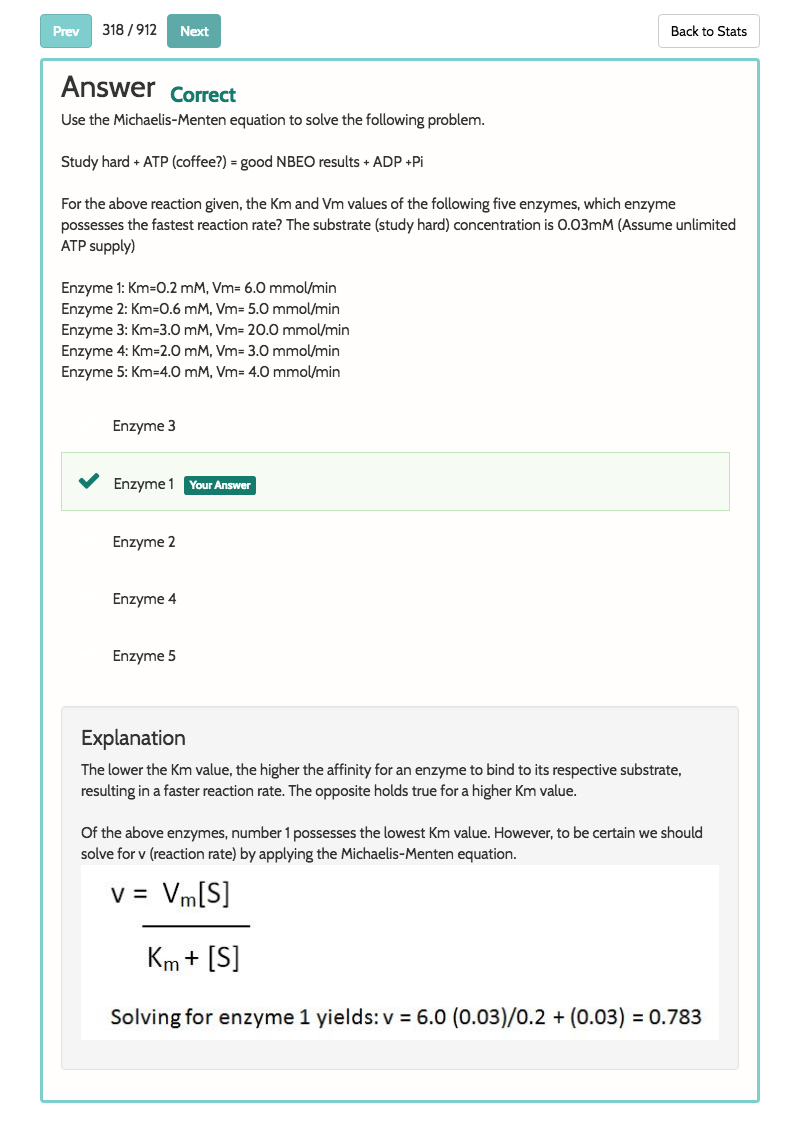 Prev 318 / 912 Next Back to Stats
Answer Correct
Use the Michaelis-Menten equation to solve the following problem.
Study hard + ATP (coffee?) = good NBEO results + ADP +Pi
For the above reaction given, the Km and Vm values of the following five enzymes, which enzyme
possesses the fastest reaction rate? The substrate (study hard) concentration is 0.03mM (Assume unlimited
ATP supply)
Enzyme 1: Km=0.2 mM, Vm= 6.0 mmol/min
Enzyme 2: Km=0.6 mM, Vm= 5.0 mmol/min
Enzyme 3: Km=3.0 mM, Vm= 20.0 mmol/min
Enzyme 4: Km=2.0 mM, Vm= 3.0 mmol/min
Enzyme 5: Km=4.0 mM, Vm= 4.0 mmol/min
Enzyme 3
Enzyme 1 Your Answer
Enzyme 2
Enzyme 4
Enzyme 5
Explanation
The lower the Km value, the higher the affinity for an enzyme to bind to its respective substrate,
resulting in a faster reaction rate. The opposite holds true for a higher Km value.
Of the above enzymes, number 1 possesses the lowest Km value. However, to be certain we should
solve for v (reaction rate) by applying the Michaelis-Menten equation.
v = Vm[S]
Km + [S]
Solving for enzyme 1 yields: v = 6.0 (0.03)/0.2 + (0.03) = 0.783